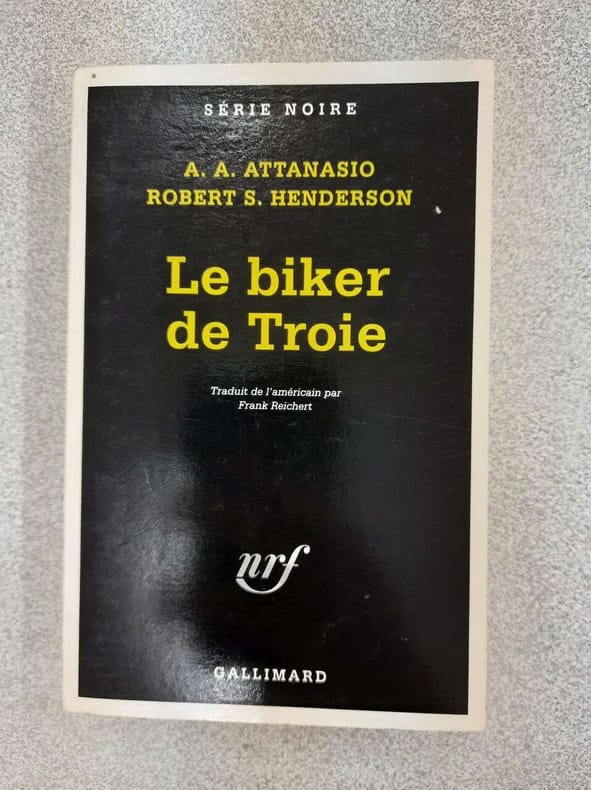 SÉRIE NOIRE
A. A. ATTANASIO
ROBERT S. HENDERSON
Le biker
de Troie
Traduit de l'américain par
Frank Reichert
nrf
GALLIMARD